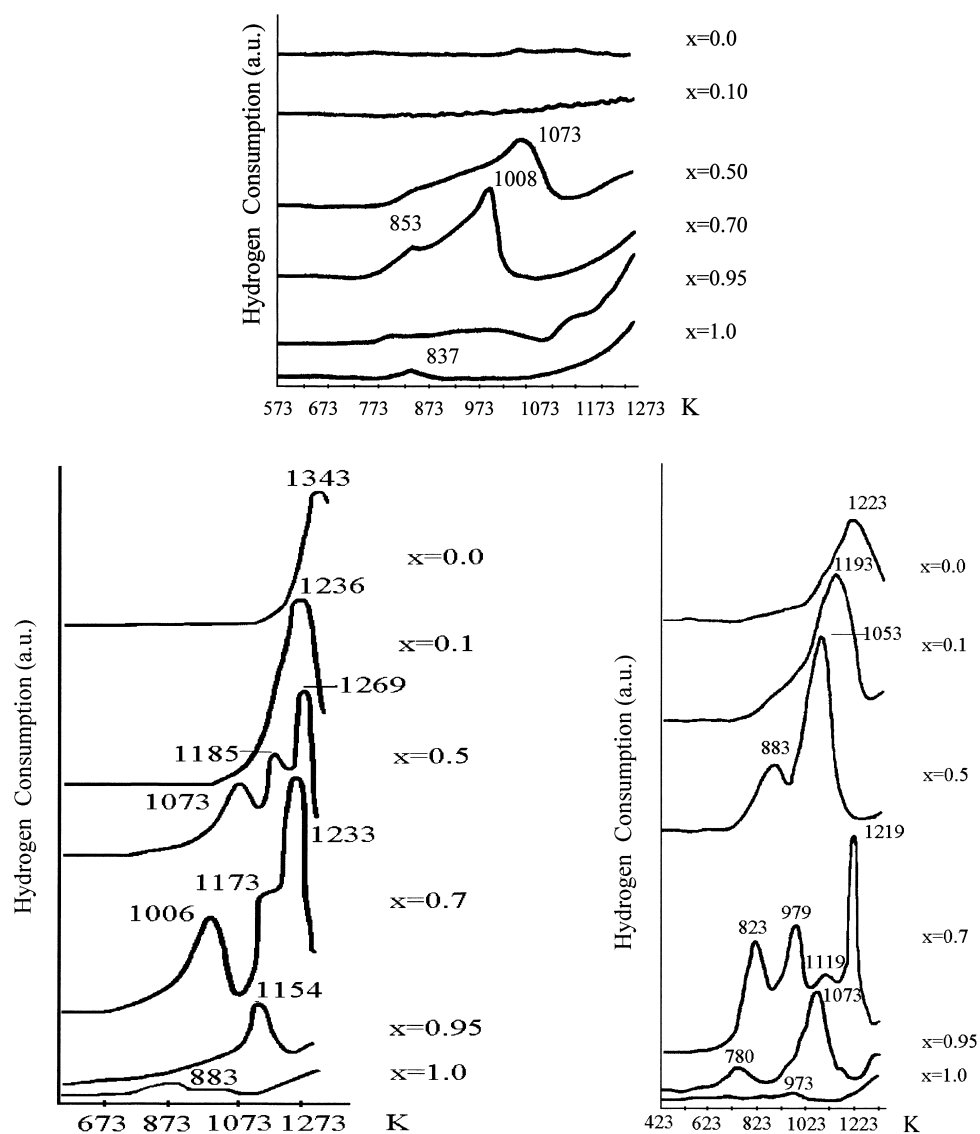 Hydrogen Consumption (a.u.)
x=0.0
x=0.10
1073
x=0.50
1008
853
x=0.70
x=0.95
837
x=1.0
573 673 773 873 973 1073 1173 1273 K
Hydrogen Consumption (a.u.)
1343
x=0.0
1236
x=0.1
1269
1185
x=0.5
1073
1233
1173
x=0.7
1006
1154
x=0.95
883
x=1.0
673 873 1073 1273 K
Hydrogen Consumption (a.u.)
1223
x=0.0
1193
1053
x=0.1
883
x=0.5
1219
823
979
x=0.7
1119
1073
x=0.95
780
973
x=1.0
423 623 823 1023 1223 K